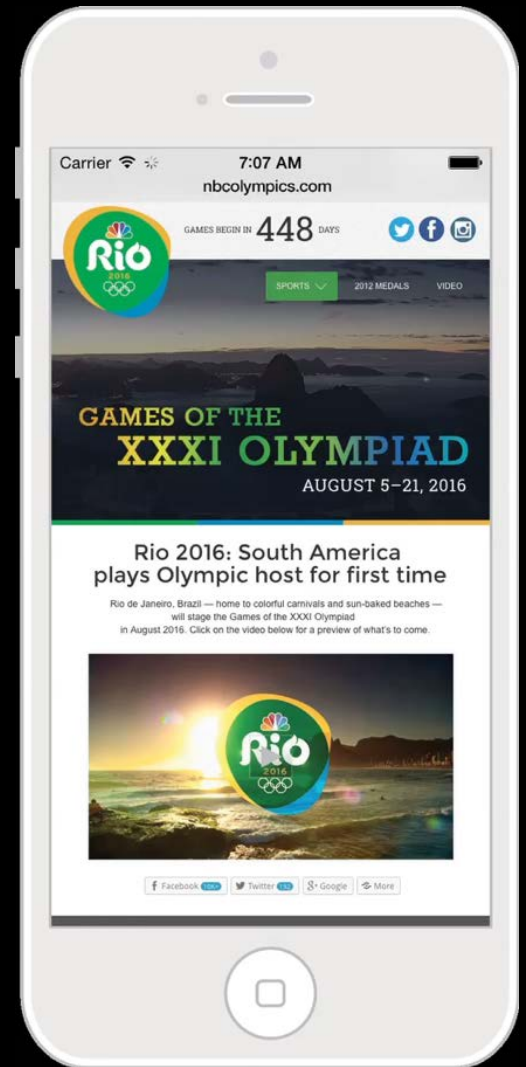 Carrier
7:07 AM
nbcolympics.com
Rio
2016
GAMES BEGIN IN 448 DAYS
SPORTS
2012 MEDALS
VIDEO
GAMES OF THE
XXXI OLYMPIAD
AUGUST 5–21, 2016
Rio 2016: South America
plays Olympic host for first time
Rio de Janeiro, Brazil — home to colorful carnivals and sun-baked beaches —
will stage the Games of the XXXI Olympiad
in August 2016. Click on the video below for a preview of what's to come.
Rio
2016
Facebook 10K+ Twitter 132 Google More